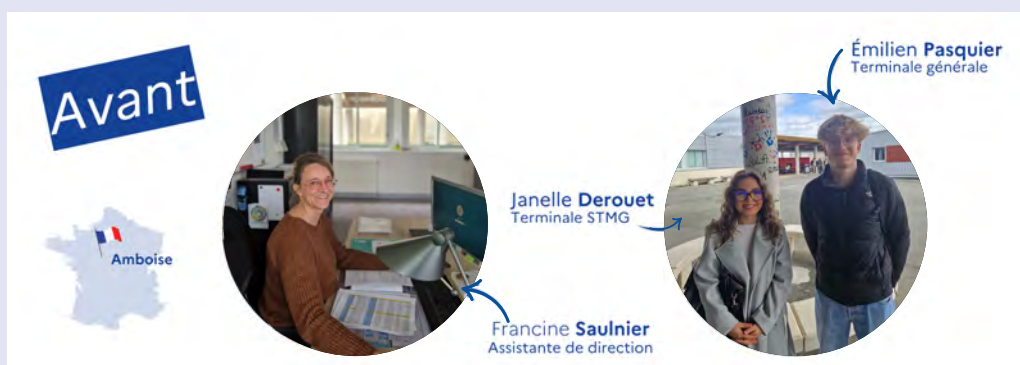 Avant
Amboise
Francine Saulnier
Assistante de direction
Janelle Derouet
Terminale STMG
Émilien Pasquier
Terminale générale